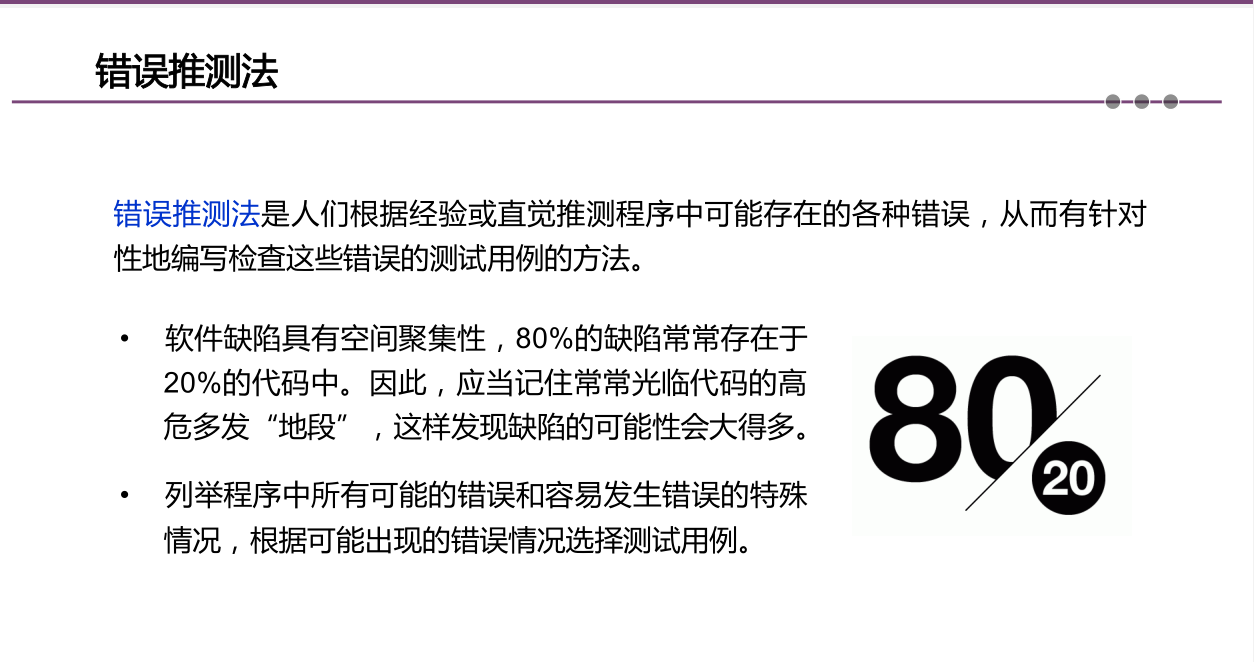 错误推测法
错误推测法是人们根据经验或直觉推测程序中可能存在的各种错误，从而有针对
性地编写检查这些错误的测试用例的方法。
• 软件缺陷具有空间聚集性，80%的缺陷常常存在于
20%的代码中。因此，应当记住常常光临代码的高
危多发“地段”，这样发现缺陷的可能性会大得多。
• 列举程序中所有可能的错误和容易发生错误的特殊
情况，根据可能出现的错误情况选择测试用例。
80
20